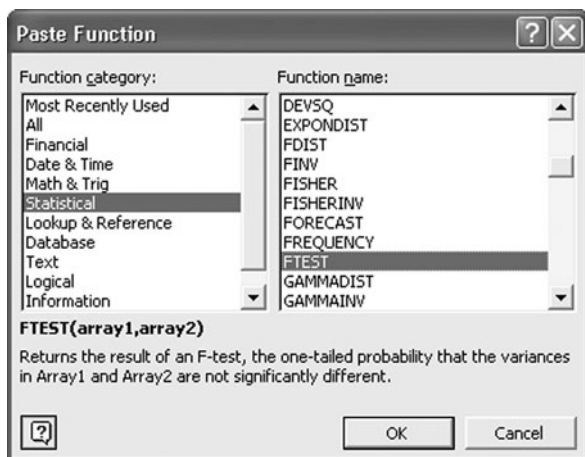 Paste Function
Function category:
Most Recently Used
All
Financial
Date & Time
Math & Trig
Statistical
Lookup & Reference
Database
Text
Logical
Information
Function name:
DEVSQ
EXPONDIST
FDIST
FINV
FISHER
FISHERINV
FORECAST
FREQUENCY
FTEST
GAMMADIST
GAMMAINV
FTEST(array1,array2)
Returns the result of an F-test, the one-tailed probability that the variances
in Array1 and Array2 are not significantly different.
OK
Cancel